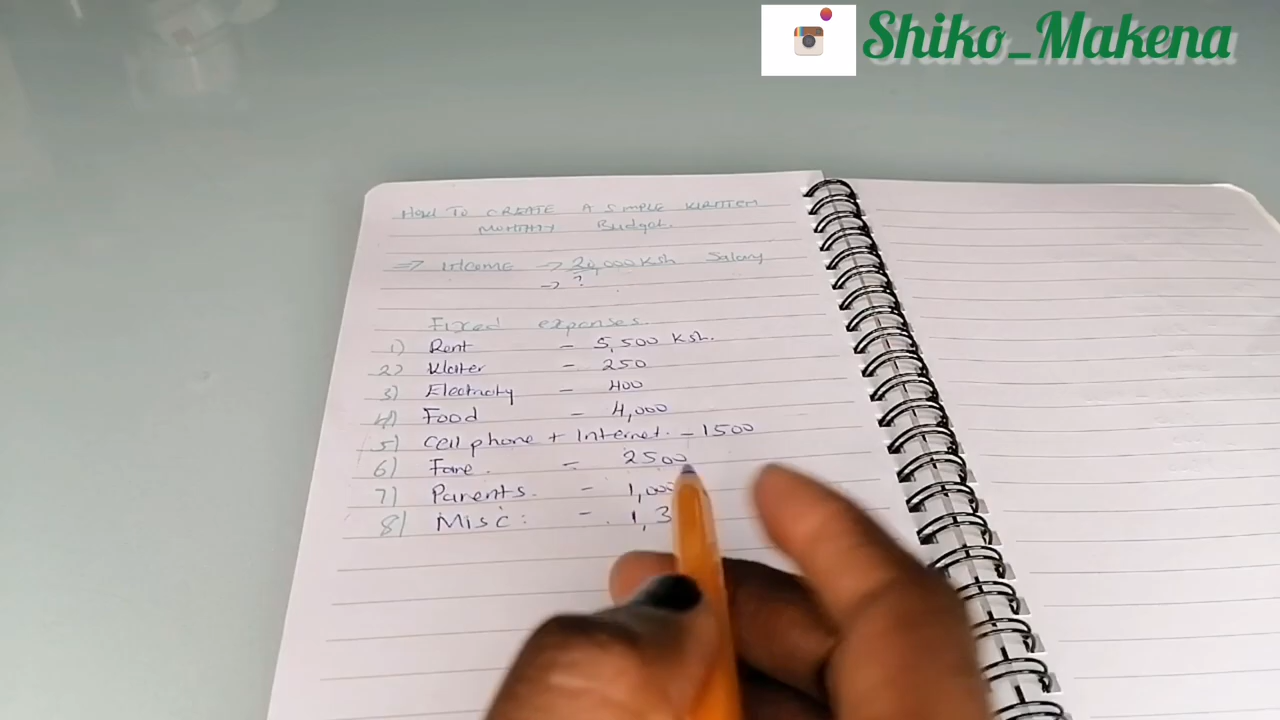 Shiko_Makena
HOW TO CREATE A SIMPLE WRITTEN
MONTHLY Budget.
=> INCOME -> 20,000 Ksh Salary
-> ?
Fixed expenses.
1) Rent - 5,500 Ksh.
2) Water - 250
3) Electricity - 400
4) Food - 4,000
5) Cell phone + Internet. - 1500
6) Fare. - 2500
7) Parents. - 1,000
8) Misc: - 1,3